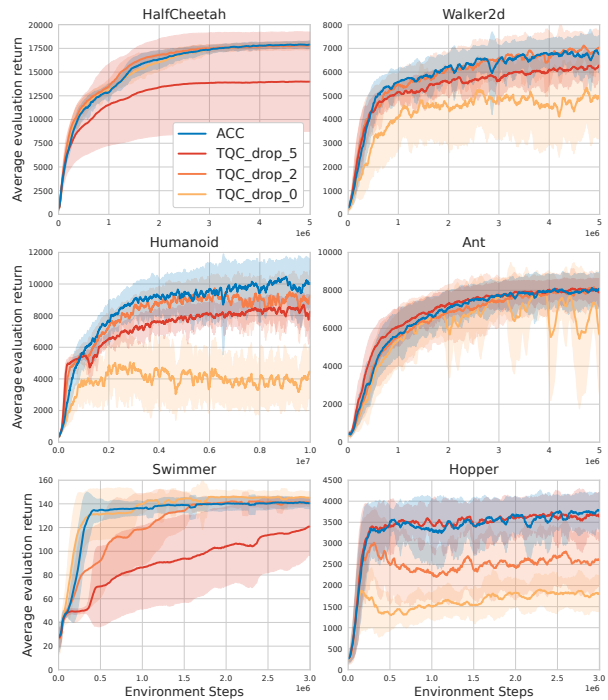 HalfCheetah
Walker2d
Average evaluation return
20000
17500
15000
12500
10000
7500
5000
2500
0
0 1 2 3 4 5
1e6
ACC
TQC_drop_5
TQC_drop_2
TQC_drop_0
8000
7000
6000
5000
4000
3000
2000
1000
0
0 1 2 3 4 5
1e6
Humanoid
Ant
Average evaluation return
12000
10000
8000
6000
4000
2000
0
0.0 0.2 0.4 0.6 0.8 1.0
1e7
10000
8000
6000
4000
2000
0
0 1 2 3 4 5
1e6
Swimmer
Hopper
Average evaluation return
160
140
120
100
80
60
40
20
0
0.0 0.5 1.0 1.5 2.0 2.5 3.0
Environment Steps
1e6
4500
4000
3500
3000
2500
2000
1500
1000
500
0
0.0 0.5 1.0 1.5 2.0 2.5 3.0
Environment Steps
1e6